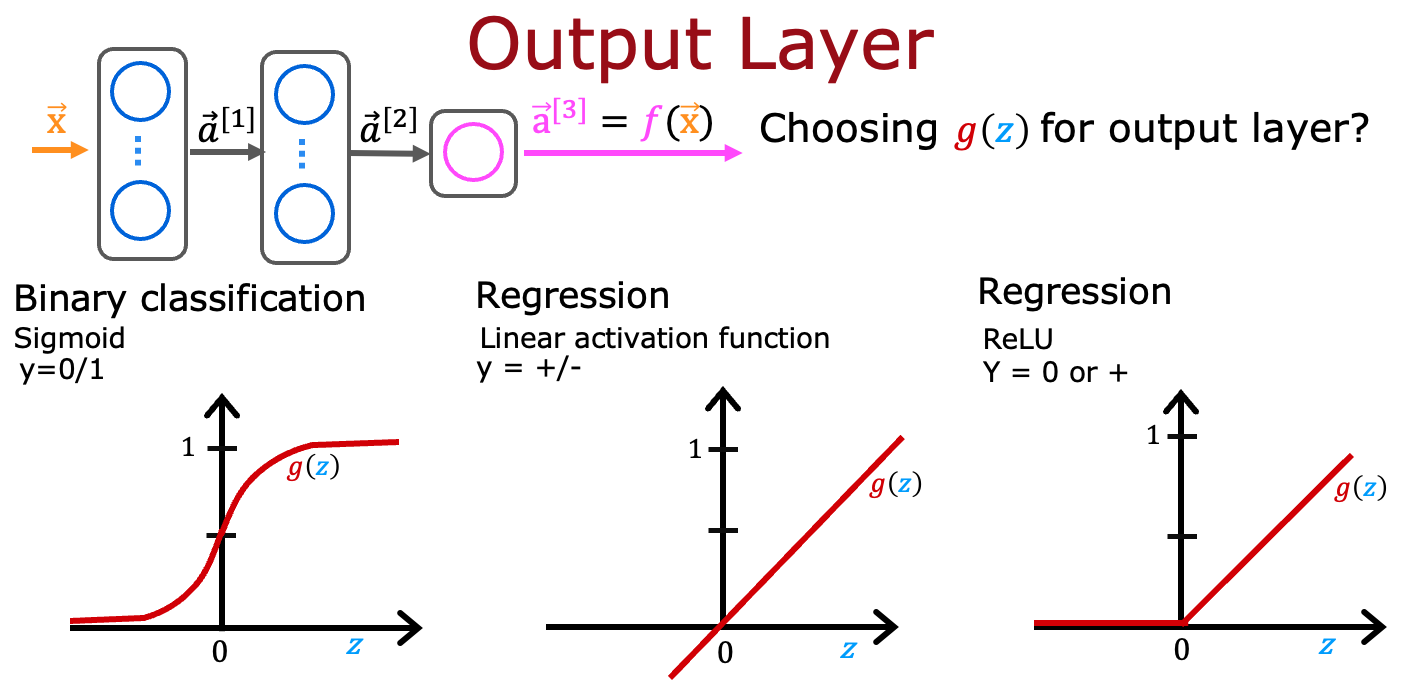 Output Layer
x⃗
a⃗[1]
a⃗[2]
a⃗[3] = f(x⃗)
Choosing g(z) for output layer?
Binary classification
Sigmoid
y=0/1
1
g(z)
0
z
Regression
Linear activation function
y = +/-
1
g(z)
0
z
Regression
ReLU
Y = 0 or +
1
g(z)
0
z